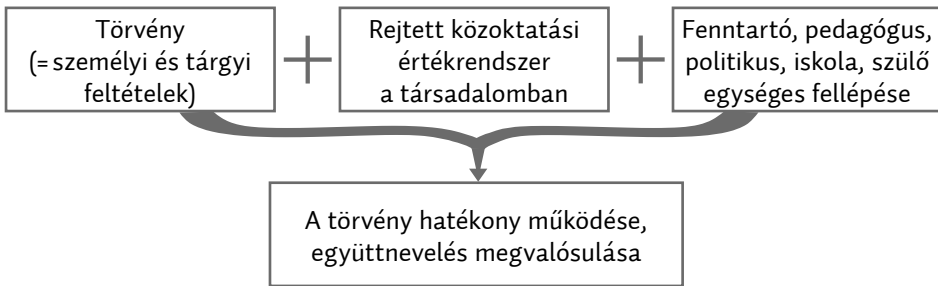 Törvény
(= személyi és tárgyi
feltételek)
+
Rejtett közoktatási
értékrendszer
a társadalomban
+
Fenntartó, pedagógus,
politikus, iskola, szülő
egységes fellépése
A törvény hatékony működése,
együttnevelés megvalósulása